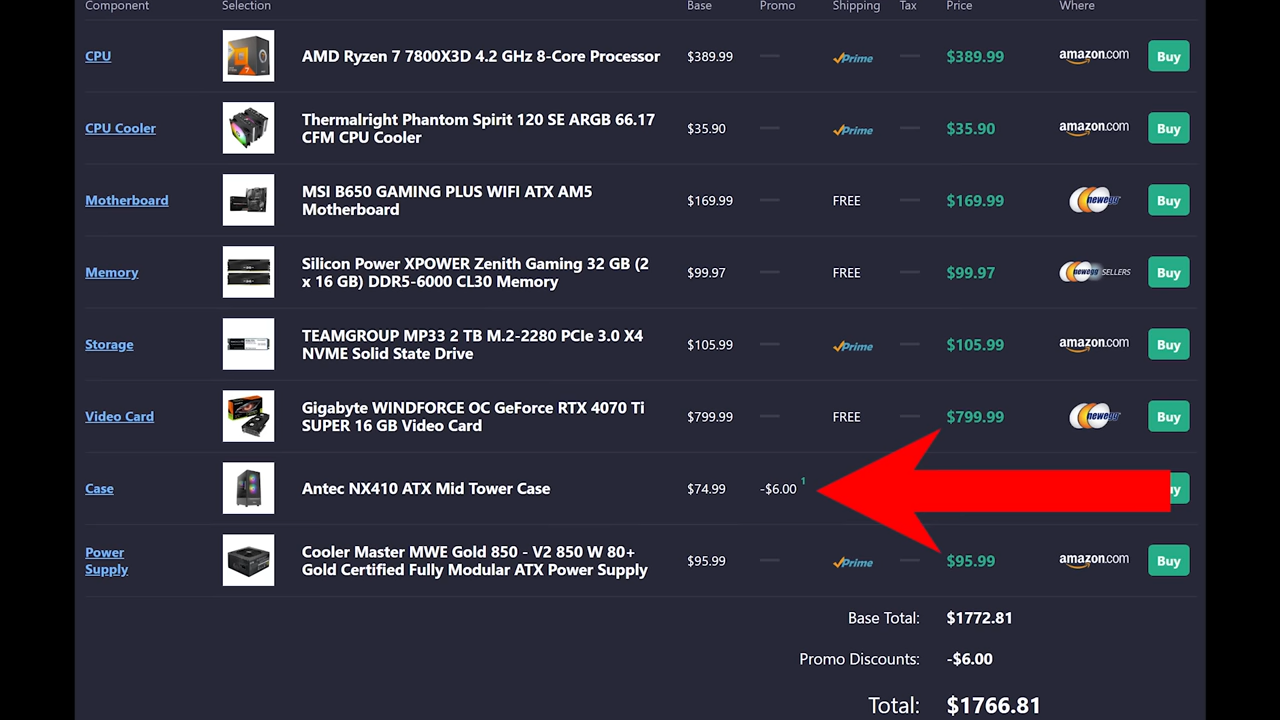 Component Selection Base Promo Shipping Tax Price Where
CPU AMD Ryzen 7 7800X3D 4.2 GHz 8-Core Processor $389.99 — Prime — $389.99 amazon.com Buy
Thermalright Phantom Spirit 120 SE ARGB 66.17
CPU Cooler $35.90 — Prime — $35.90 amazon.com Buy
CFM CPU Cooler
MSI B650 GAMING PLUS WIFI ATX AM5
Motherboard $169.99 — FREE — $169.99 newegg Buy
Motherboard
Silicon Power XPOWER Zenith Gaming 32 GB (2
Memory $99.97 — FREE — $99.97 newegg SELLERS Buy
x 16 GB) DDR5-6000 CL30 Memory
TEAMGROUP MP33 2 TB M.2-2280 PCIe 3.0 X4
Storage $105.99 — Prime — $105.99 amazon.com Buy
NVME Solid State Drive
Gigabyte WINDFORCE OC GeForce RTX 4070 Ti
Video Card $799.99 — FREE — $799.99 newegg Buy
SUPER 16 GB Video Card
Case Antec NX410 ATX Mid Tower Case $74.99 -$6.00 1
Power Cooler Master MWE Gold 850 - V2 850 W 80+
$95.99 — Prime — $95.99 amazon.com Buy
Supply Gold Certified Fully Modular ATX Power Supply
Base Total: $1772.81
Promo Discounts: -$6.00
Total: $1766.81